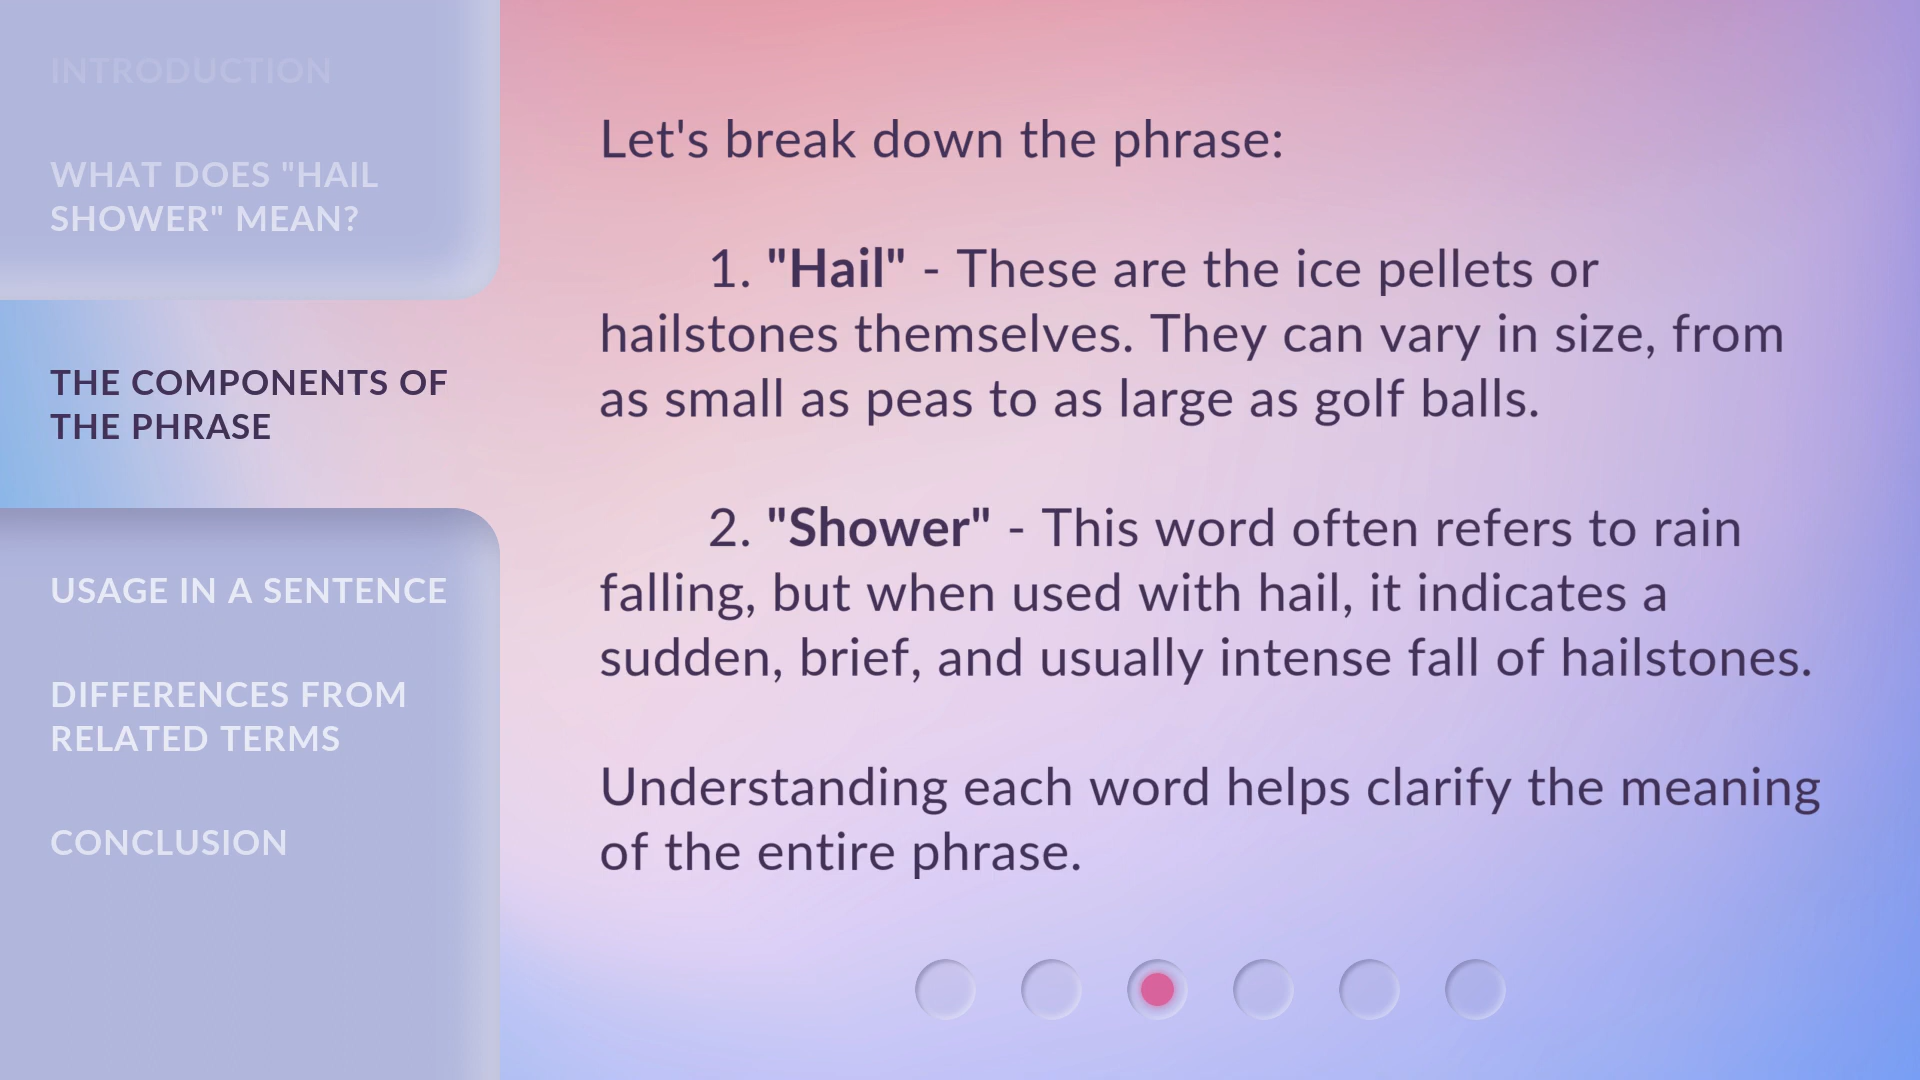 INTRODUCTION
WHAT DOES "HAIL
SHOWER" MEAN?
THE COMPONENTS OF
THE PHRASE
USAGE IN A SENTENCE
DIFFERENCES FROM
RELATED TERMS
CONCLUSION
Let's break down the phrase:
1. "Hail" - These are the ice pellets or
hailstones themselves. They can vary in size, from
as small as peas to as large as golf balls.
2. "Shower" - This word often refers to rain
falling, but when used with hail, it indicates a
sudden, brief, and usually intense fall of hailstones.
Understanding each word helps clarify the meaning
of the entire phrase.